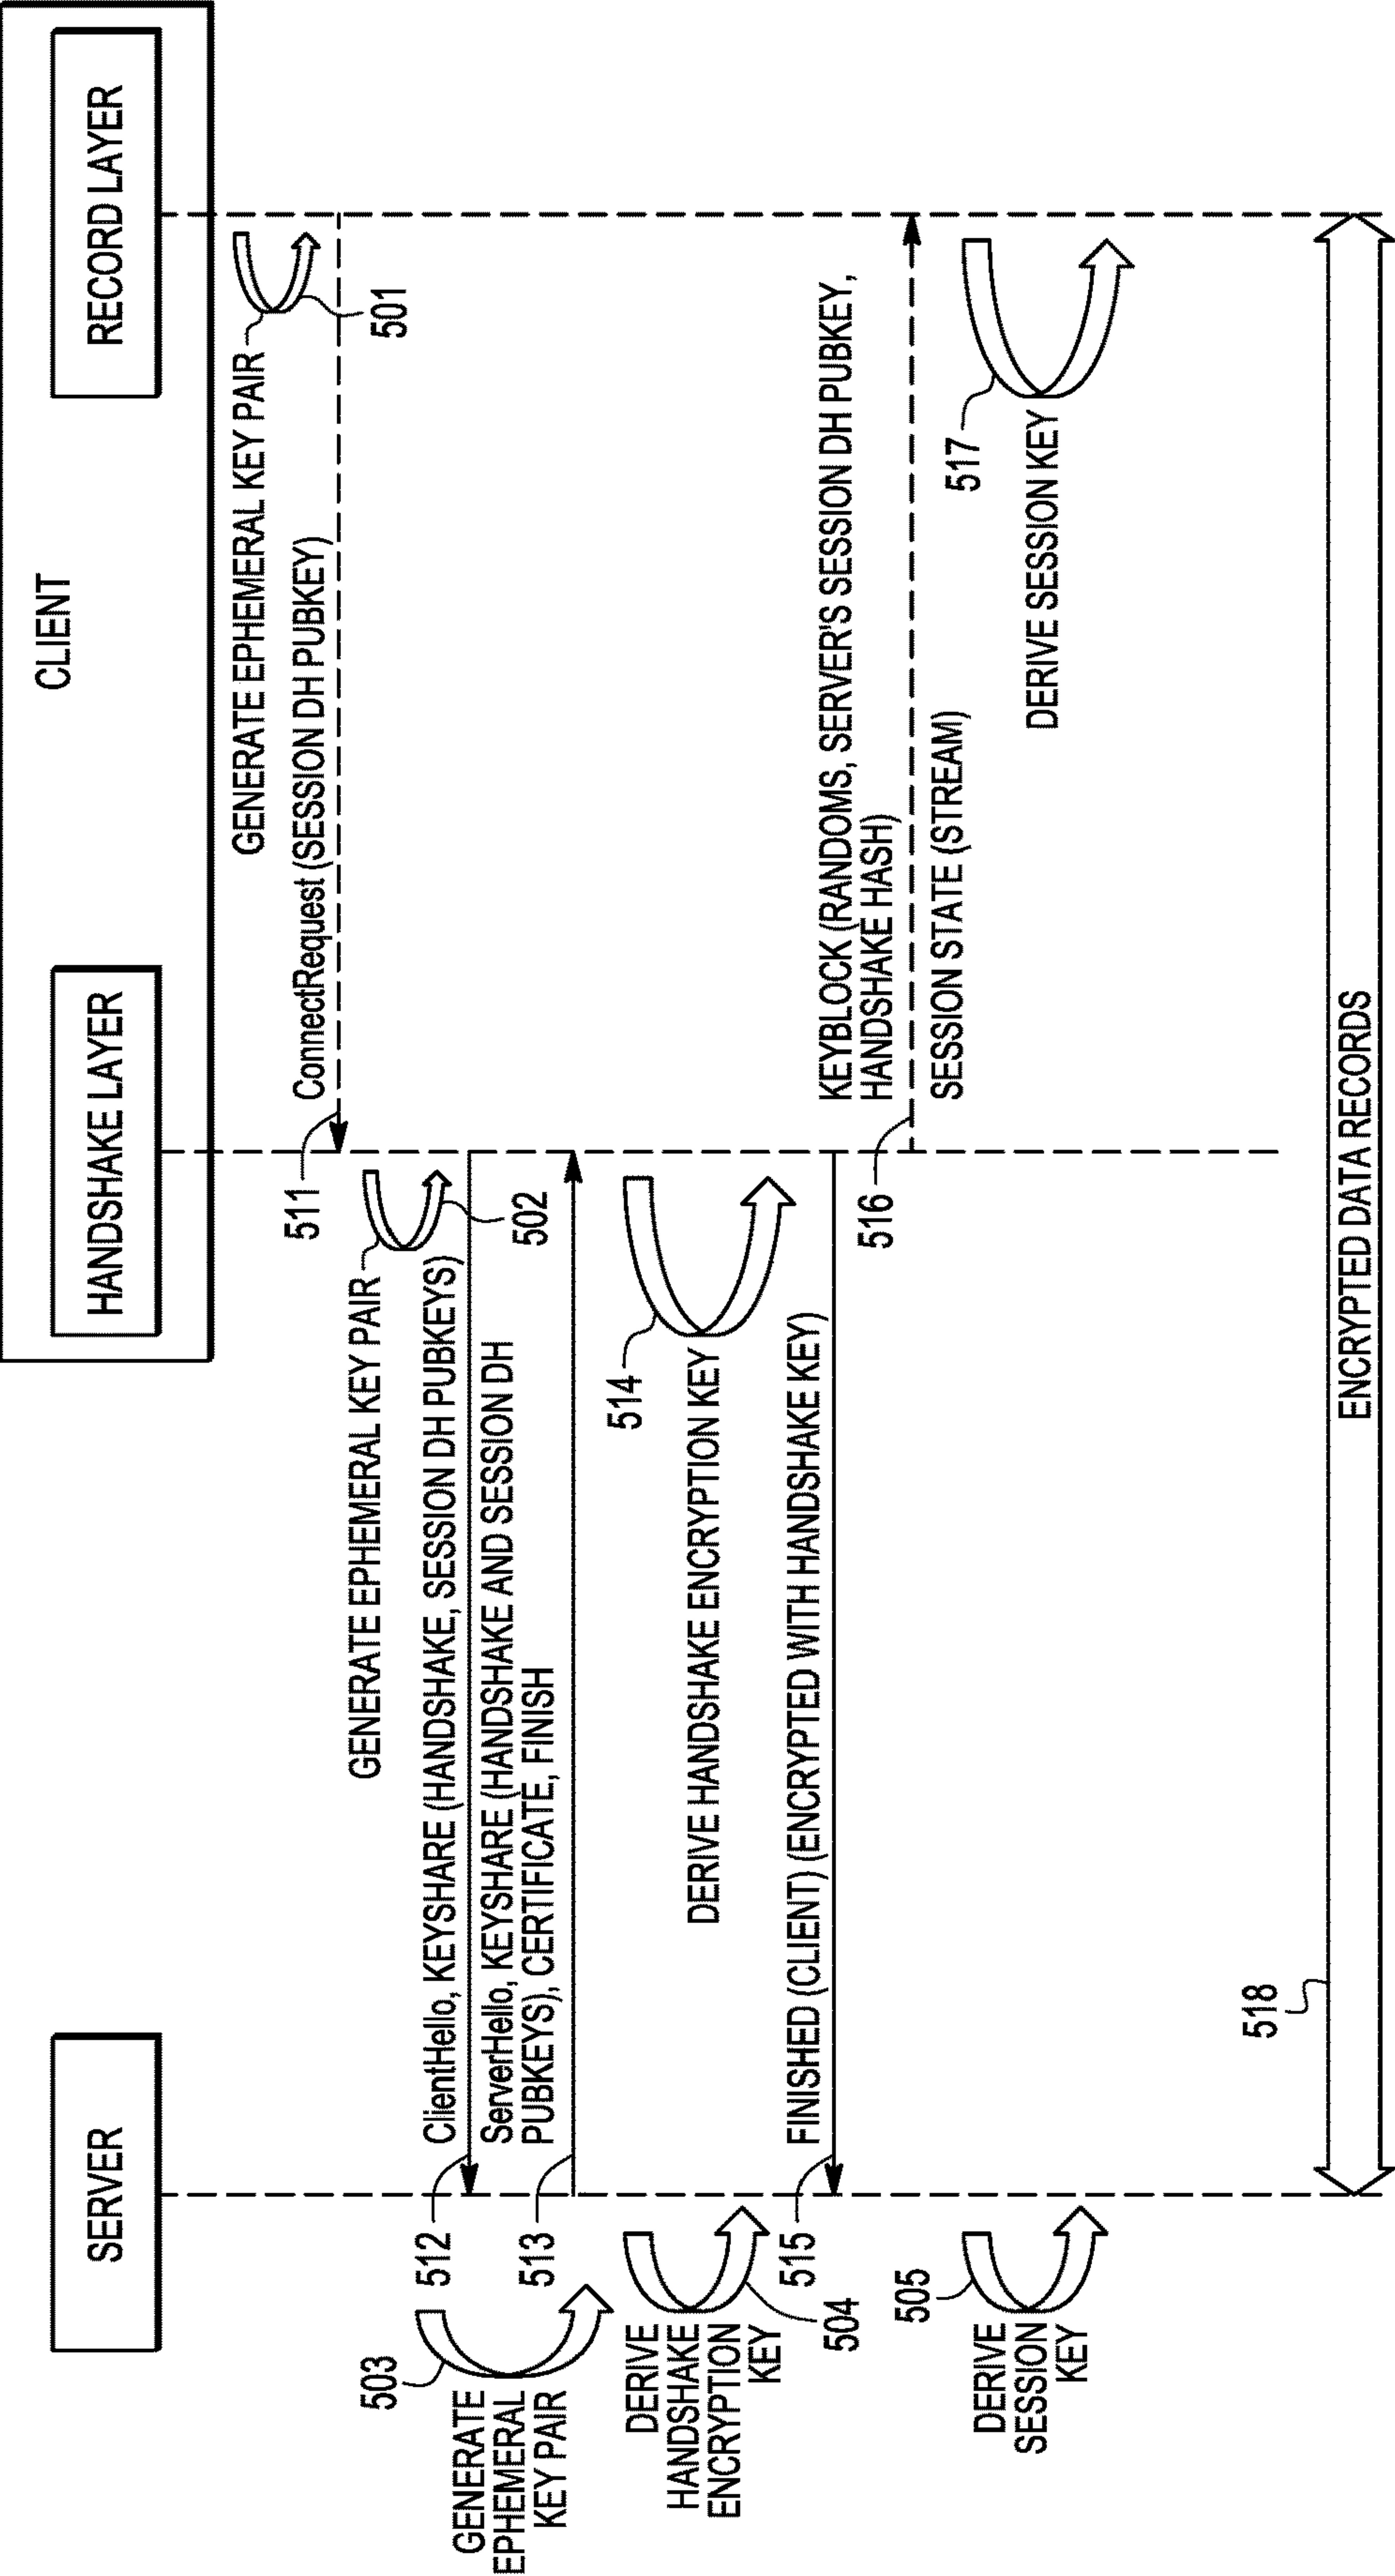 CLIENT
SERVER
HANDSHAKE LAYER
RECORD LAYER
GENERATE EPHEMERAL KEY PAIR
501
ConnectRequest (SESSION DH PUBKEY)
511
GENERATE EPHEMERAL KEY PAIR
502
ClientHello, KEYSHARE (HANDSHAKE, SESSION DH PUBKEYS)
512
503
GENERATE
EPHEMERAL
KEY PAIR
ServerHello, KEYSHARE (HANDSHAKE AND SESSION DH
PUBKEYS), CERTIFICATE, FINISH
513
514
DERIVE HANDSHAKE ENCRYPTION KEY
DERIVE
HANDSHAKE
ENCRYPTION
KEY
504
FINISHED (CLIENT) (ENCRYPTED WITH HANDSHAKE KEY)
515
KEYBLOCK (RANDOMS, SERVER'S SESSION DH PUBKEY,
HANDSHAKE HASH)
516
SESSION STATE (STREAM)
517
DERIVE SESSION KEY
505
DERIVE
SESSION
KEY
518
ENCRYPTED DATA RECORDS